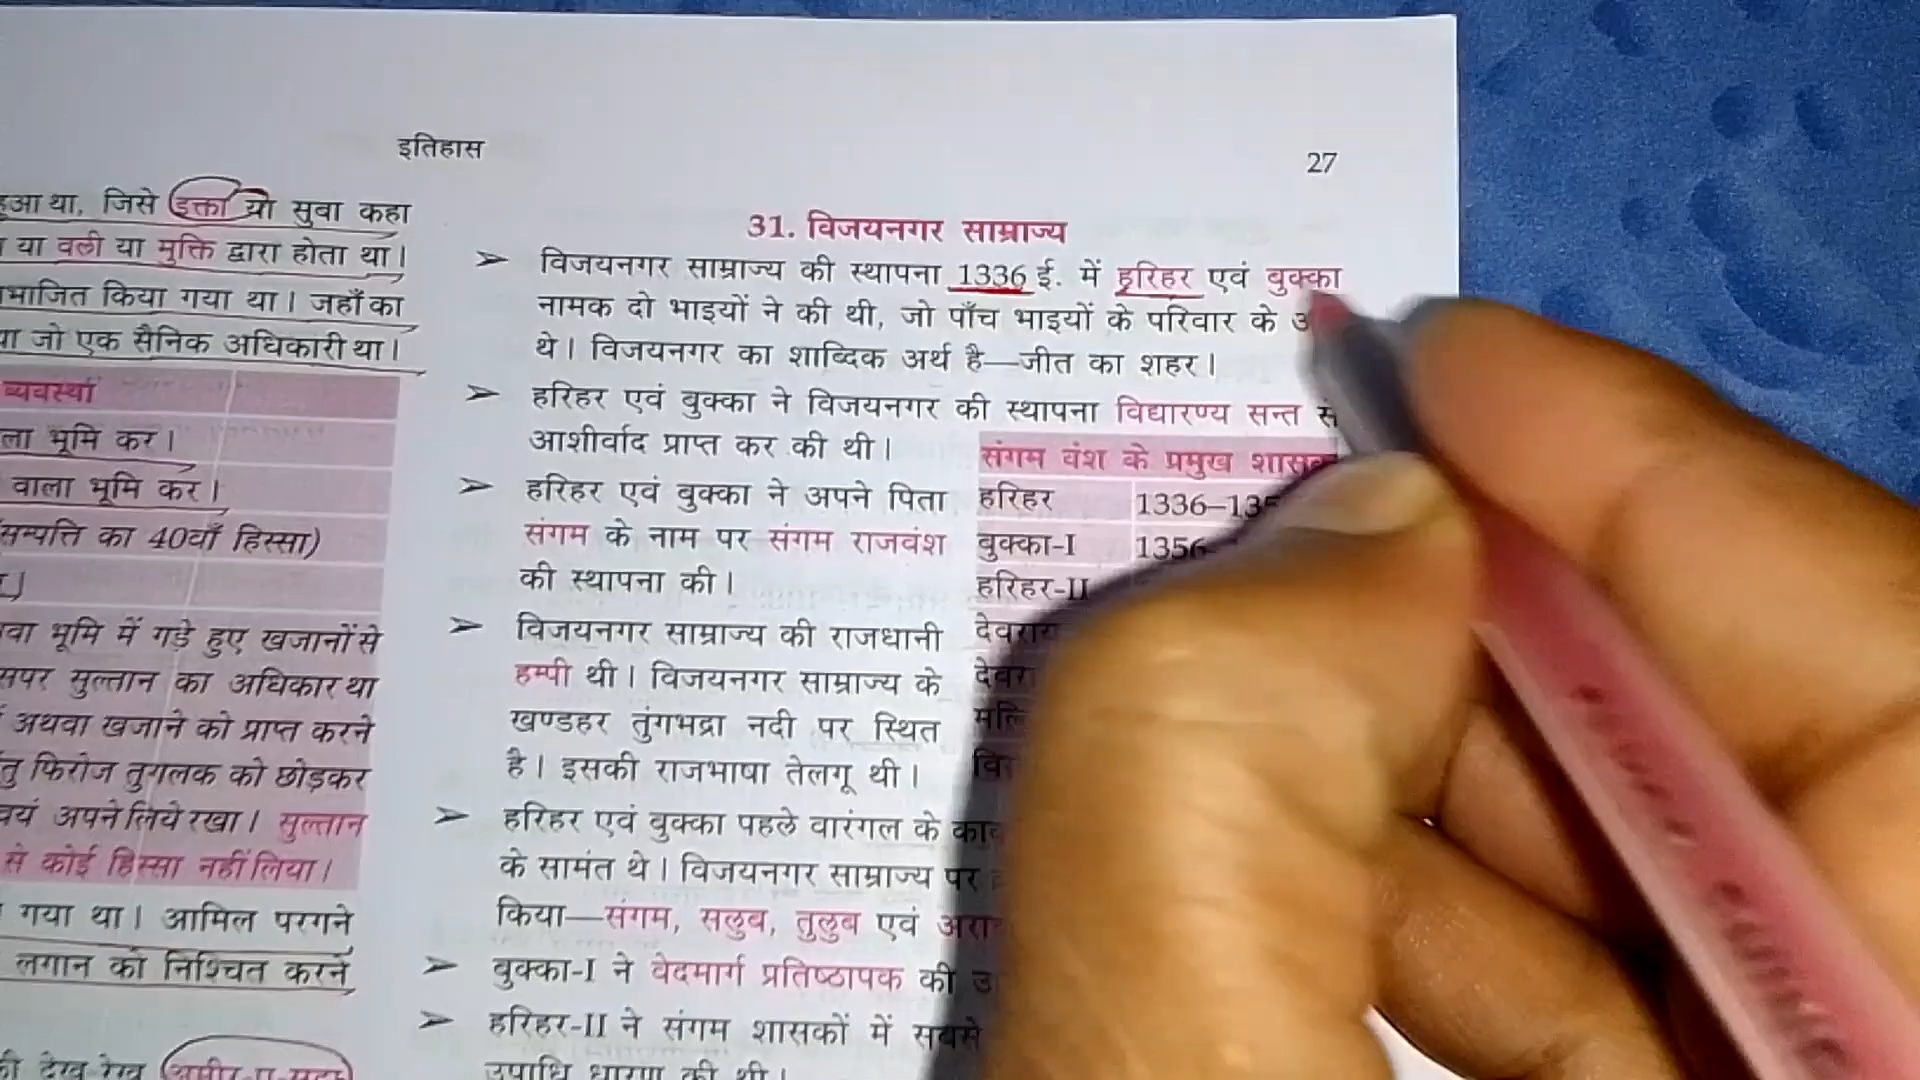 इतिहास
27
हुआ था, जिसे इक्ता या सुबा कहा
या वली या मुक्ति द्वारा होता था।
किया गया था। जहाँ का
जो एक सैनिक अधिकारी था।
व्यवस्था
भूमि कर।
वाला भूमि कर।
(सम्पत्ति का 40वाँ हिस्सा)
भूमि में गड़े हुए खजानों से
सुल्तान का अधिकार था
अथवा खजाने को प्राप्त करने
फिरोज तुगलक को छोड़कर
अपने लिये रखा। सुल्तान
से कोई हिस्सा नहीं लिया।
गया था। आमिल परगने
लगान को निश्चित करने
देख-रेख
31. विजयनगर साम्राज्य
➢ विजयनगर साम्राज्य की स्थापना 1336 ई. में हरिहर एवं बुक्का
नामक दो भाइयों ने की थी, जो पाँच भाइयों के परिवार के
थे। विजयनगर का शाब्दिक अर्थ है—जीत का शहर।
➢ हरिहर एवं बुक्का ने विजयनगर की स्थापना विद्यारण्य सन्त से
आशीर्वाद प्राप्त कर की थी।
➢ हरिहर एवं बुक्का ने अपने पिता
संगम के नाम पर संगम राजवंश
की स्थापना की।
➢ विजयनगर साम्राज्य की राजधानी
हम्पी थी। विजयनगर साम्राज्य के
खण्डहर तुंगभद्रा नदी पर स्थित
है। इसकी राजभाषा तेलगू थी।
संगम वंश के प्रमुख शासक
हरिहर 1336–
बुक्का-I 1356
हरिहर-II
देवराय
➢ हरिहर एवं बुक्का पहले वारंगल के
के सामंत थे। विजयनगर साम्राज्य पर
किया—संगम, सलुब, तुलुब एवं
➢ बुक्का-I ने वेदमार्ग प्रतिष्ठापक की
➢ हरिहर-II ने संगम शासकों में सबसे
उपाधि धारण की थी।